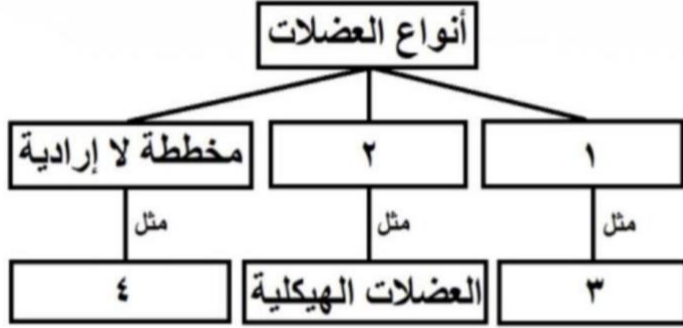 أنواع العضلات
١
٢
مخططة لا إرادية
مثل
مثل
مثل
٣
العضلات الهيكلية
٤